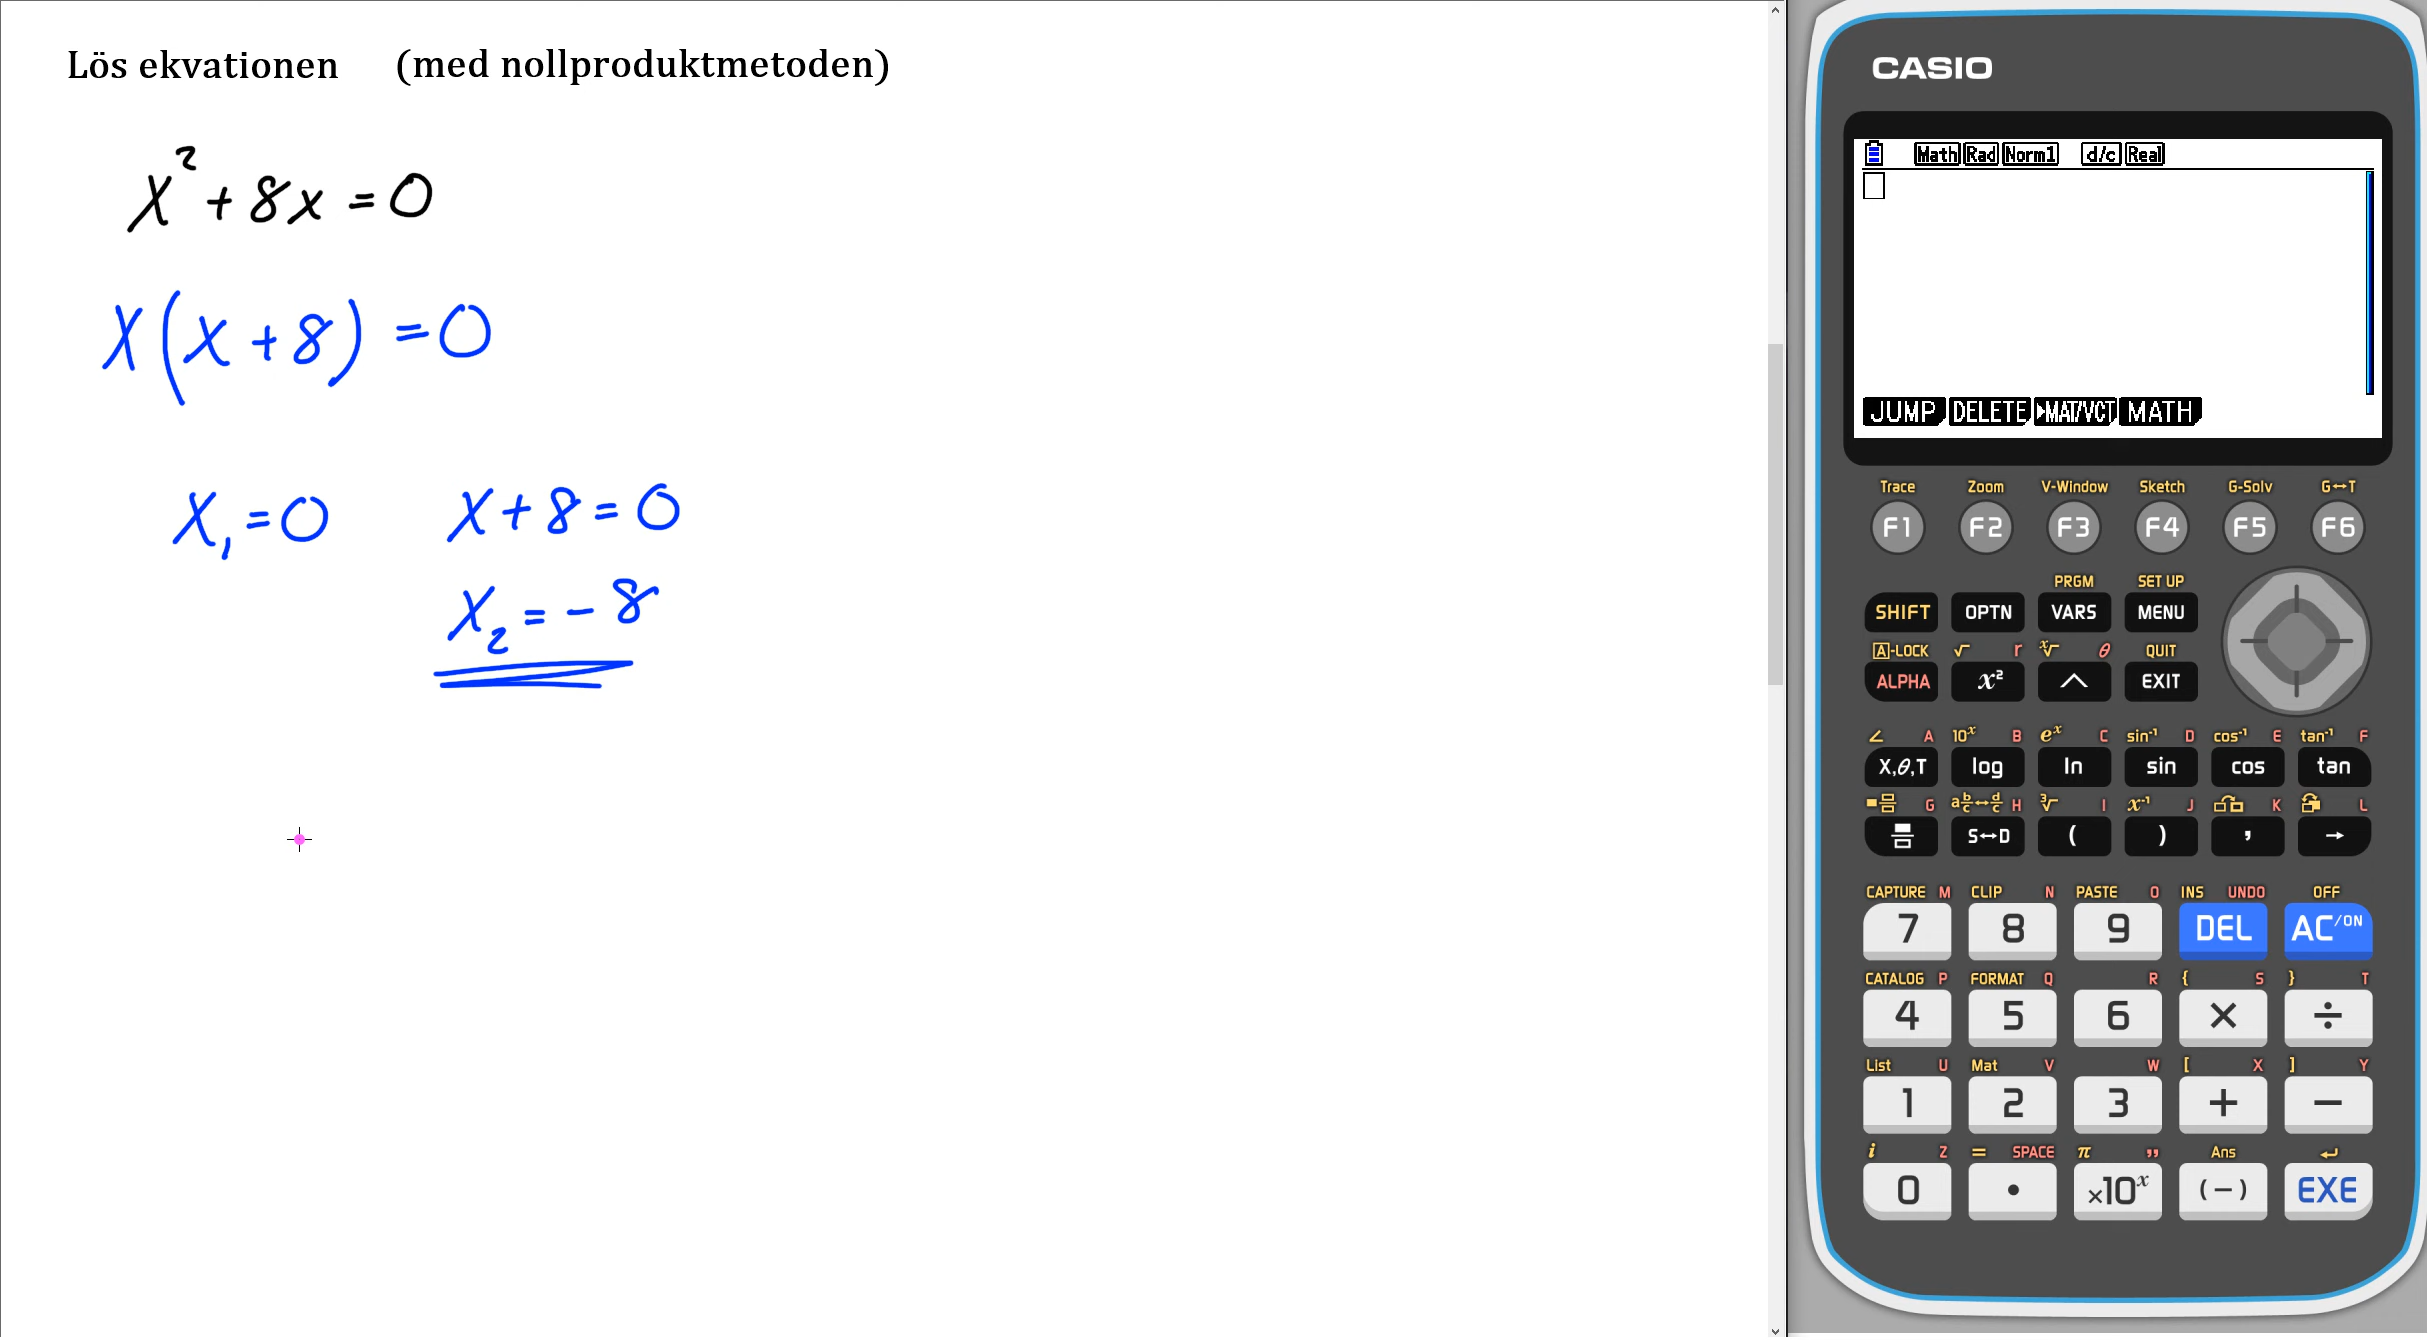 Lös ekvationen (med nollproduktmetoden)
x² + 8x = 0
x(x + 8) = 0
x₁ = 0 x + 8 = 0
x₂ = - 8
CASIO
Math Rad Norm1 d/c Real
JUMP DELETE ▸MAT/VCT MATH
Trace Zoom V-Window Sketch G-Solv G↔T
F1 F2 F3 F4 F5 F6
PRGM SET UP
SHIFT OPTN VARS MENU
A-LOCK √ r ˣ√ θ QUIT
ALPHA x² ^ EXIT
∠ A 10ˣ B eˣ C sin⁻¹ D cos⁻¹ E tan⁻¹ F
X,θ,T log ln sin cos tan
G a b/c↔d/c H ³√ I x⁻¹ J K L
S↔D ( ) , →
CAPTURE M CLIP N PASTE O INS UNDO OFF
7 8 9 DEL AC/ON
CATALOG P FORMAT Q R { S } T
4 5 6 × ÷
List U Mat V W [ X ] Y
1 2 3 + −
i Z = SPACE π " Ans ↵
0 • ×10ˣ (−) EXE